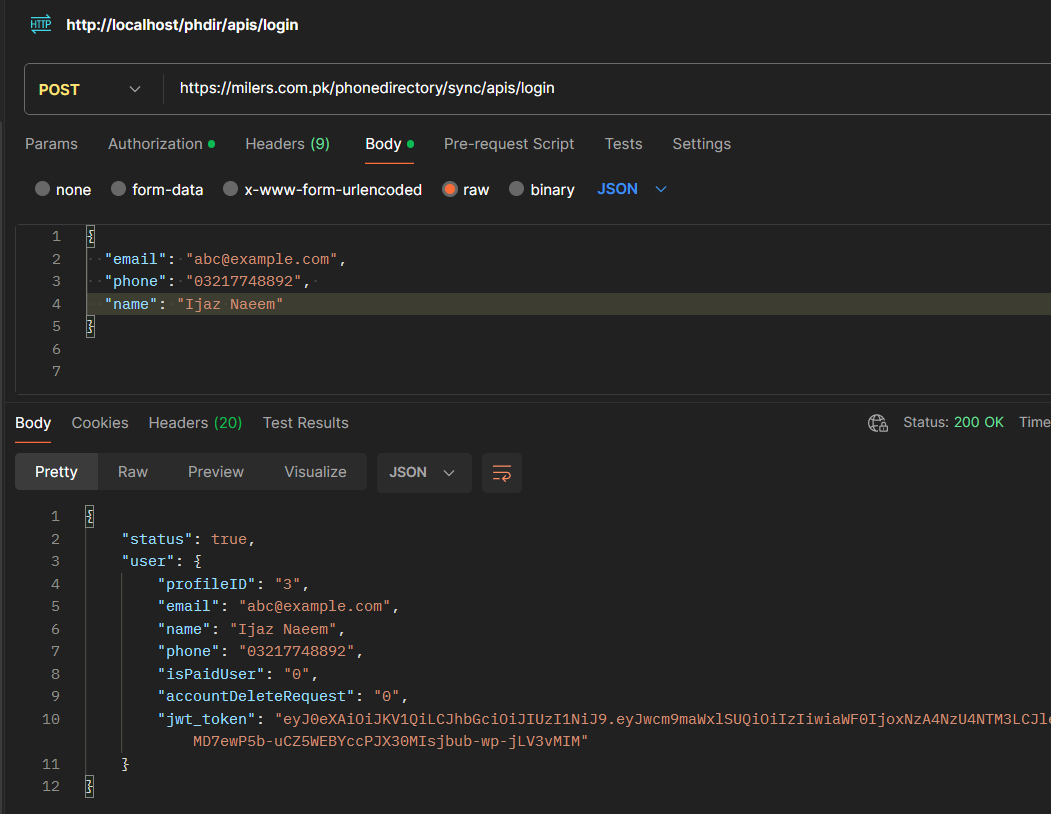 HTTP http://localhost/phdir/apis/login
POST https://milers.com.pk/phonedirectory/sync/apis/login
Params Authorization Headers (9) Body Pre-request Script Tests Settings
none form-data x-www-form-urlencoded raw binary JSON
1 {
2 "email": "abc@example.com",
3 "phone": "03217748892",
4 "name": "Ijaz Naeem"
5 }
6
7
Body Cookies Headers (20) Test Results Status: 200 OK Time
Pretty Raw Preview Visualize JSON
1 {
2 "status": true,
3 "user": {
4 "profileID": "3",
5 "email": "abc@example.com",
6 "name": "Ijaz Naeem",
7 "phone": "03217748892",
8 "isPaidUser": "0",
9 "accountDeleteRequest": "0",
10 "jwt_token": "eyJ0eXAiOiJKV1QiLCJhbGciOiJIUzI1NiJ9.eyJwcm9maWxlSUQiOiIzIiwiaWF0IjoxNzA4NzU4NTM3LCJle
MD7ewP5b-uCZ5WEBYccPJX30MIsjbub-wp-jLV3vMIM"
11 }
12 }